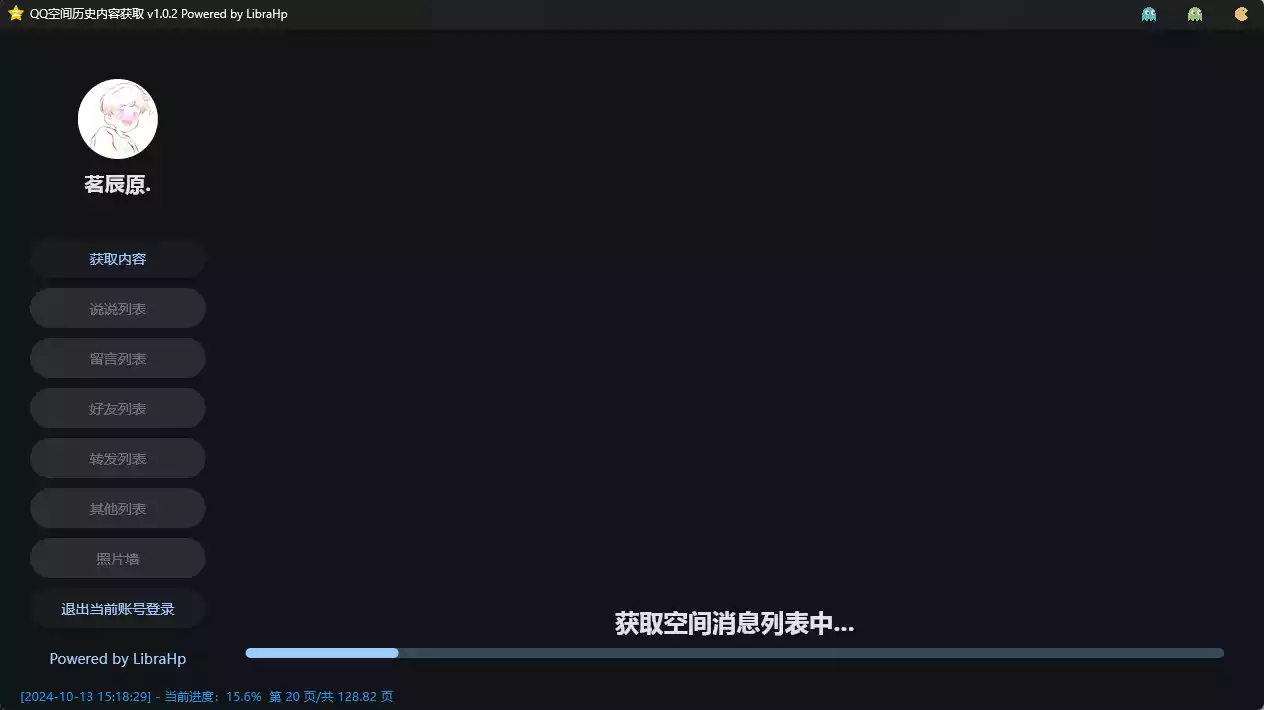 QQ空间历史内容获取 v1.0.2 Powered by LibraHp
茗辰原.
获取内容
说说列表
留言列表
好友列表
转发列表
其他列表
照片墙
退出当前账号登录
Powered by LibraHp
获取空间消息列表中...
[2024-10-13 15:18:29] - 当前进度：15.6% 第 20 页/共 128.82 页